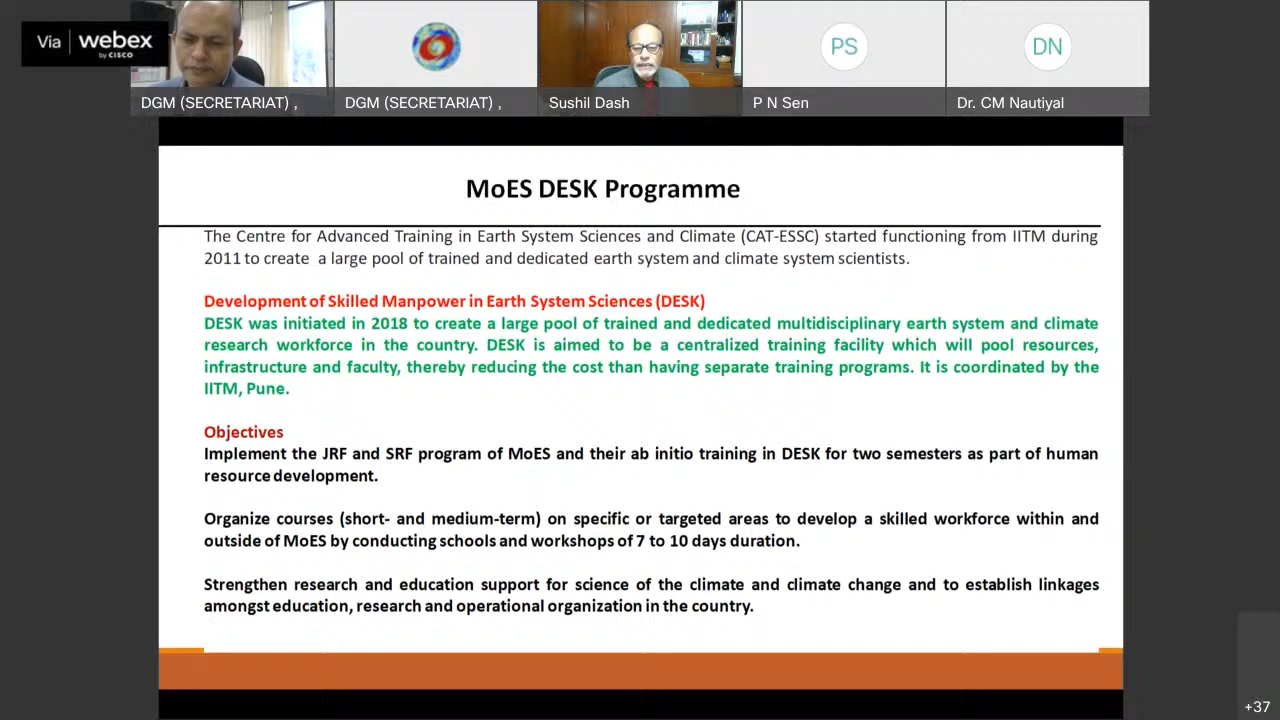 Via webex
by CISCO
DGM (SECRETARIAT) ,
DGM (SECRETARIAT) ,
Sushil Dash
PS
P N Sen
DN
Dr. CM Nautiyal
MoES DESK Programme
The Centre for Advanced Training in Earth System Sciences and Climate (CAT-ESSC) started functioning from IITM during
2011 to create a large pool of trained and dedicated earth system and climate system scientists.
Development of Skilled Manpower in Earth System Sciences (DESK)
DESK was initiated in 2018 to create a large pool of trained and dedicated multidisciplinary earth system and climate
research workforce in the country. DESK is aimed to be a centralized training facility which will pool resources,
infrastructure and faculty, thereby reducing the cost than having separate training programs. It is coordinated by the
IITM, Pune.
Objectives
Implement the JRF and SRF program of MoES and their ab initio training in DESK for two semesters as part of human
resource development.
Organize courses (short- and medium-term) on specific or targeted areas to develop a skilled workforce within and
outside of MoES by conducting schools and workshops of 7 to 10 days duration.
Strengthen research and education support for science of the climate and climate change and to establish linkages
amongst education, research and operational organization in the country.
+37